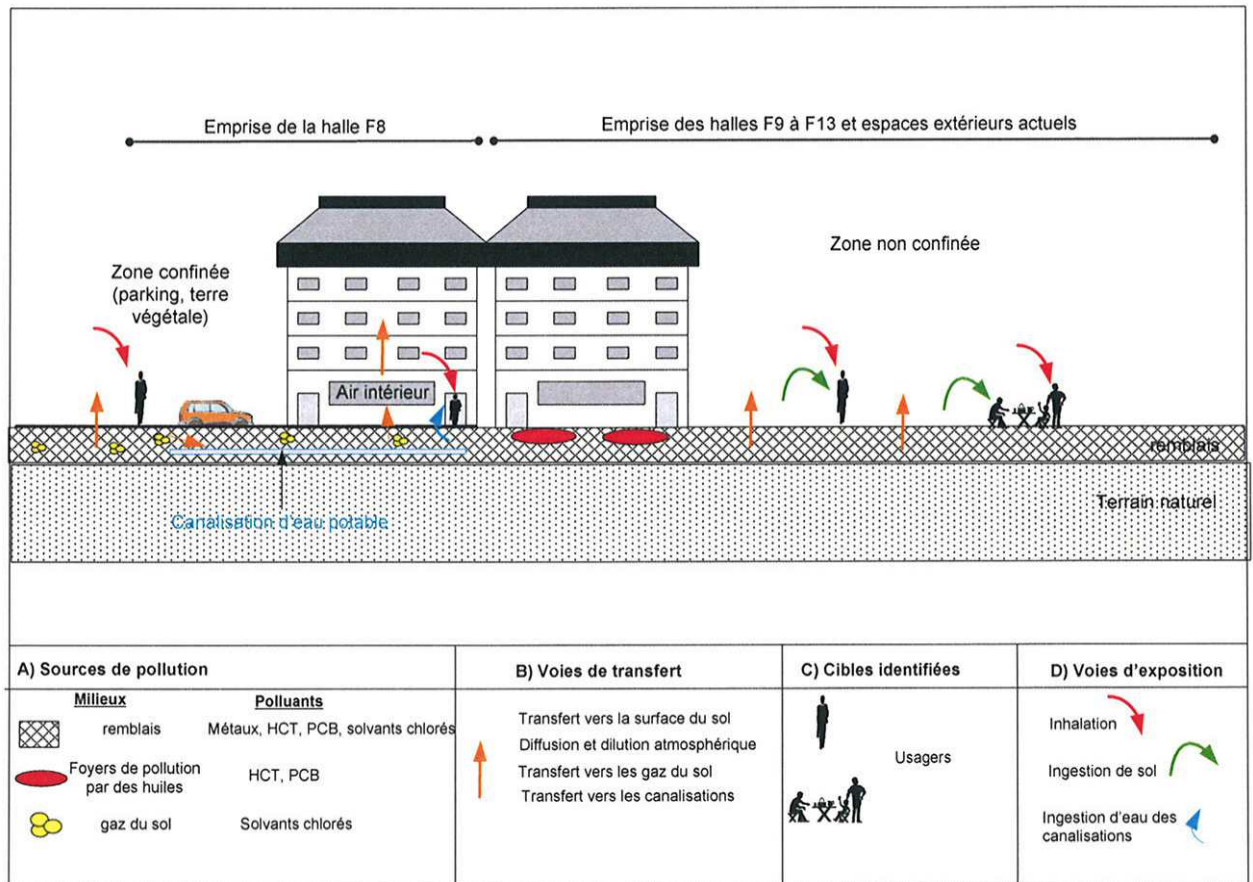 Emprise de la halle F8
Emprise des halles F9 à F13 et espaces extérieurs actuels
Zone non confinée
Zone confinée
(parking, terre
végétale)
Air intérieur
remblais
Terrain naturel
Canalisation d'eau potable
A) Sources de pollution
Milieux
Polluants
remblais
Métaux, HCT, PCB, solvants chlorés
Foyers de pollution
par des huiles
HCT, PCB
gaz du sol
Solvants chlorés
B) Voies de transfert
Transfert vers la surface du sol
Diffusion et dilution atmosphérique
Transfert vers les gaz du sol
Transfert vers les canalisations
C) Cibles identifiées
Usagers
D) Voies d'exposition
Inhalation
Ingestion de sol
Ingestion d'eau des
canalisations